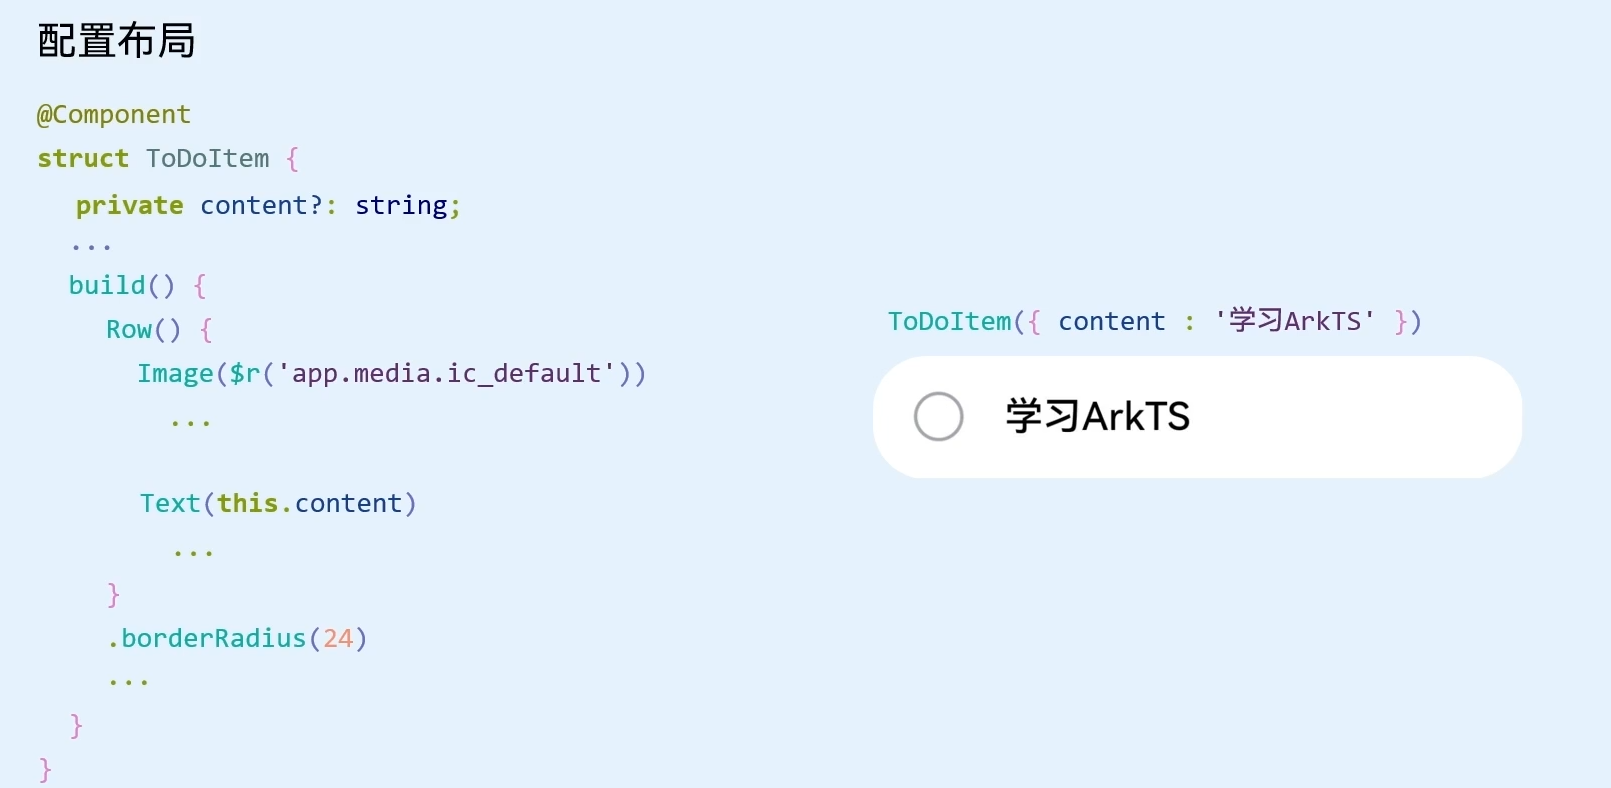 配置布局
@Component
struct ToDoItem {
private content?: string;
...
build() {
Row() {
Image($r('app.media.ic_default'))
...
Text(this.content)
...
}
.borderRadius(24)
...
}
}
ToDoItem({ content : '学习ArkTS' })
学习ArkTS